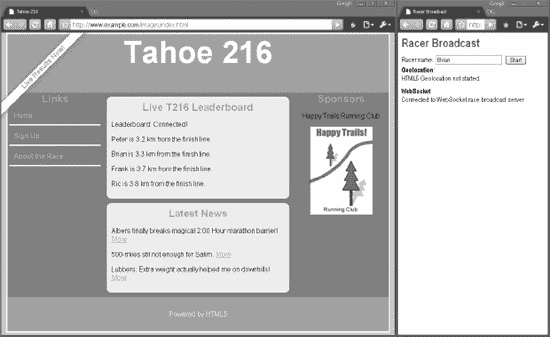 Tahoe 216
http://www.example.com/magic/index.html
Live Results Now!
Tahoe 216
Links
Home
Sign Up
About the Race
Live T216 Leaderboard
Leaderboard: Connected!
Peter is 3.2 km from the finish line.
Brian is 3.3 km from the finish line.
Frank is 3.7 km from the finish line.
Ric is 3.8 km from the finish line.
Latest News
Albers finally breaks magical 2:00 Hour marathon barrier!
More
500-miles still not enough for Salim. More
Lubbers: Extra weight actually helped me on downhills!
More
Sponsors
Happy Trails Running Club
Happy Trails!
Running Club
Powered by HTML5
Googl
Racer Broadcast
http:
Racer Broadcast
Racer name: Brian Start
Geolocation
HTML5 Geolocation not started.
WebSocket
Connected to WebSocket race broadcast server